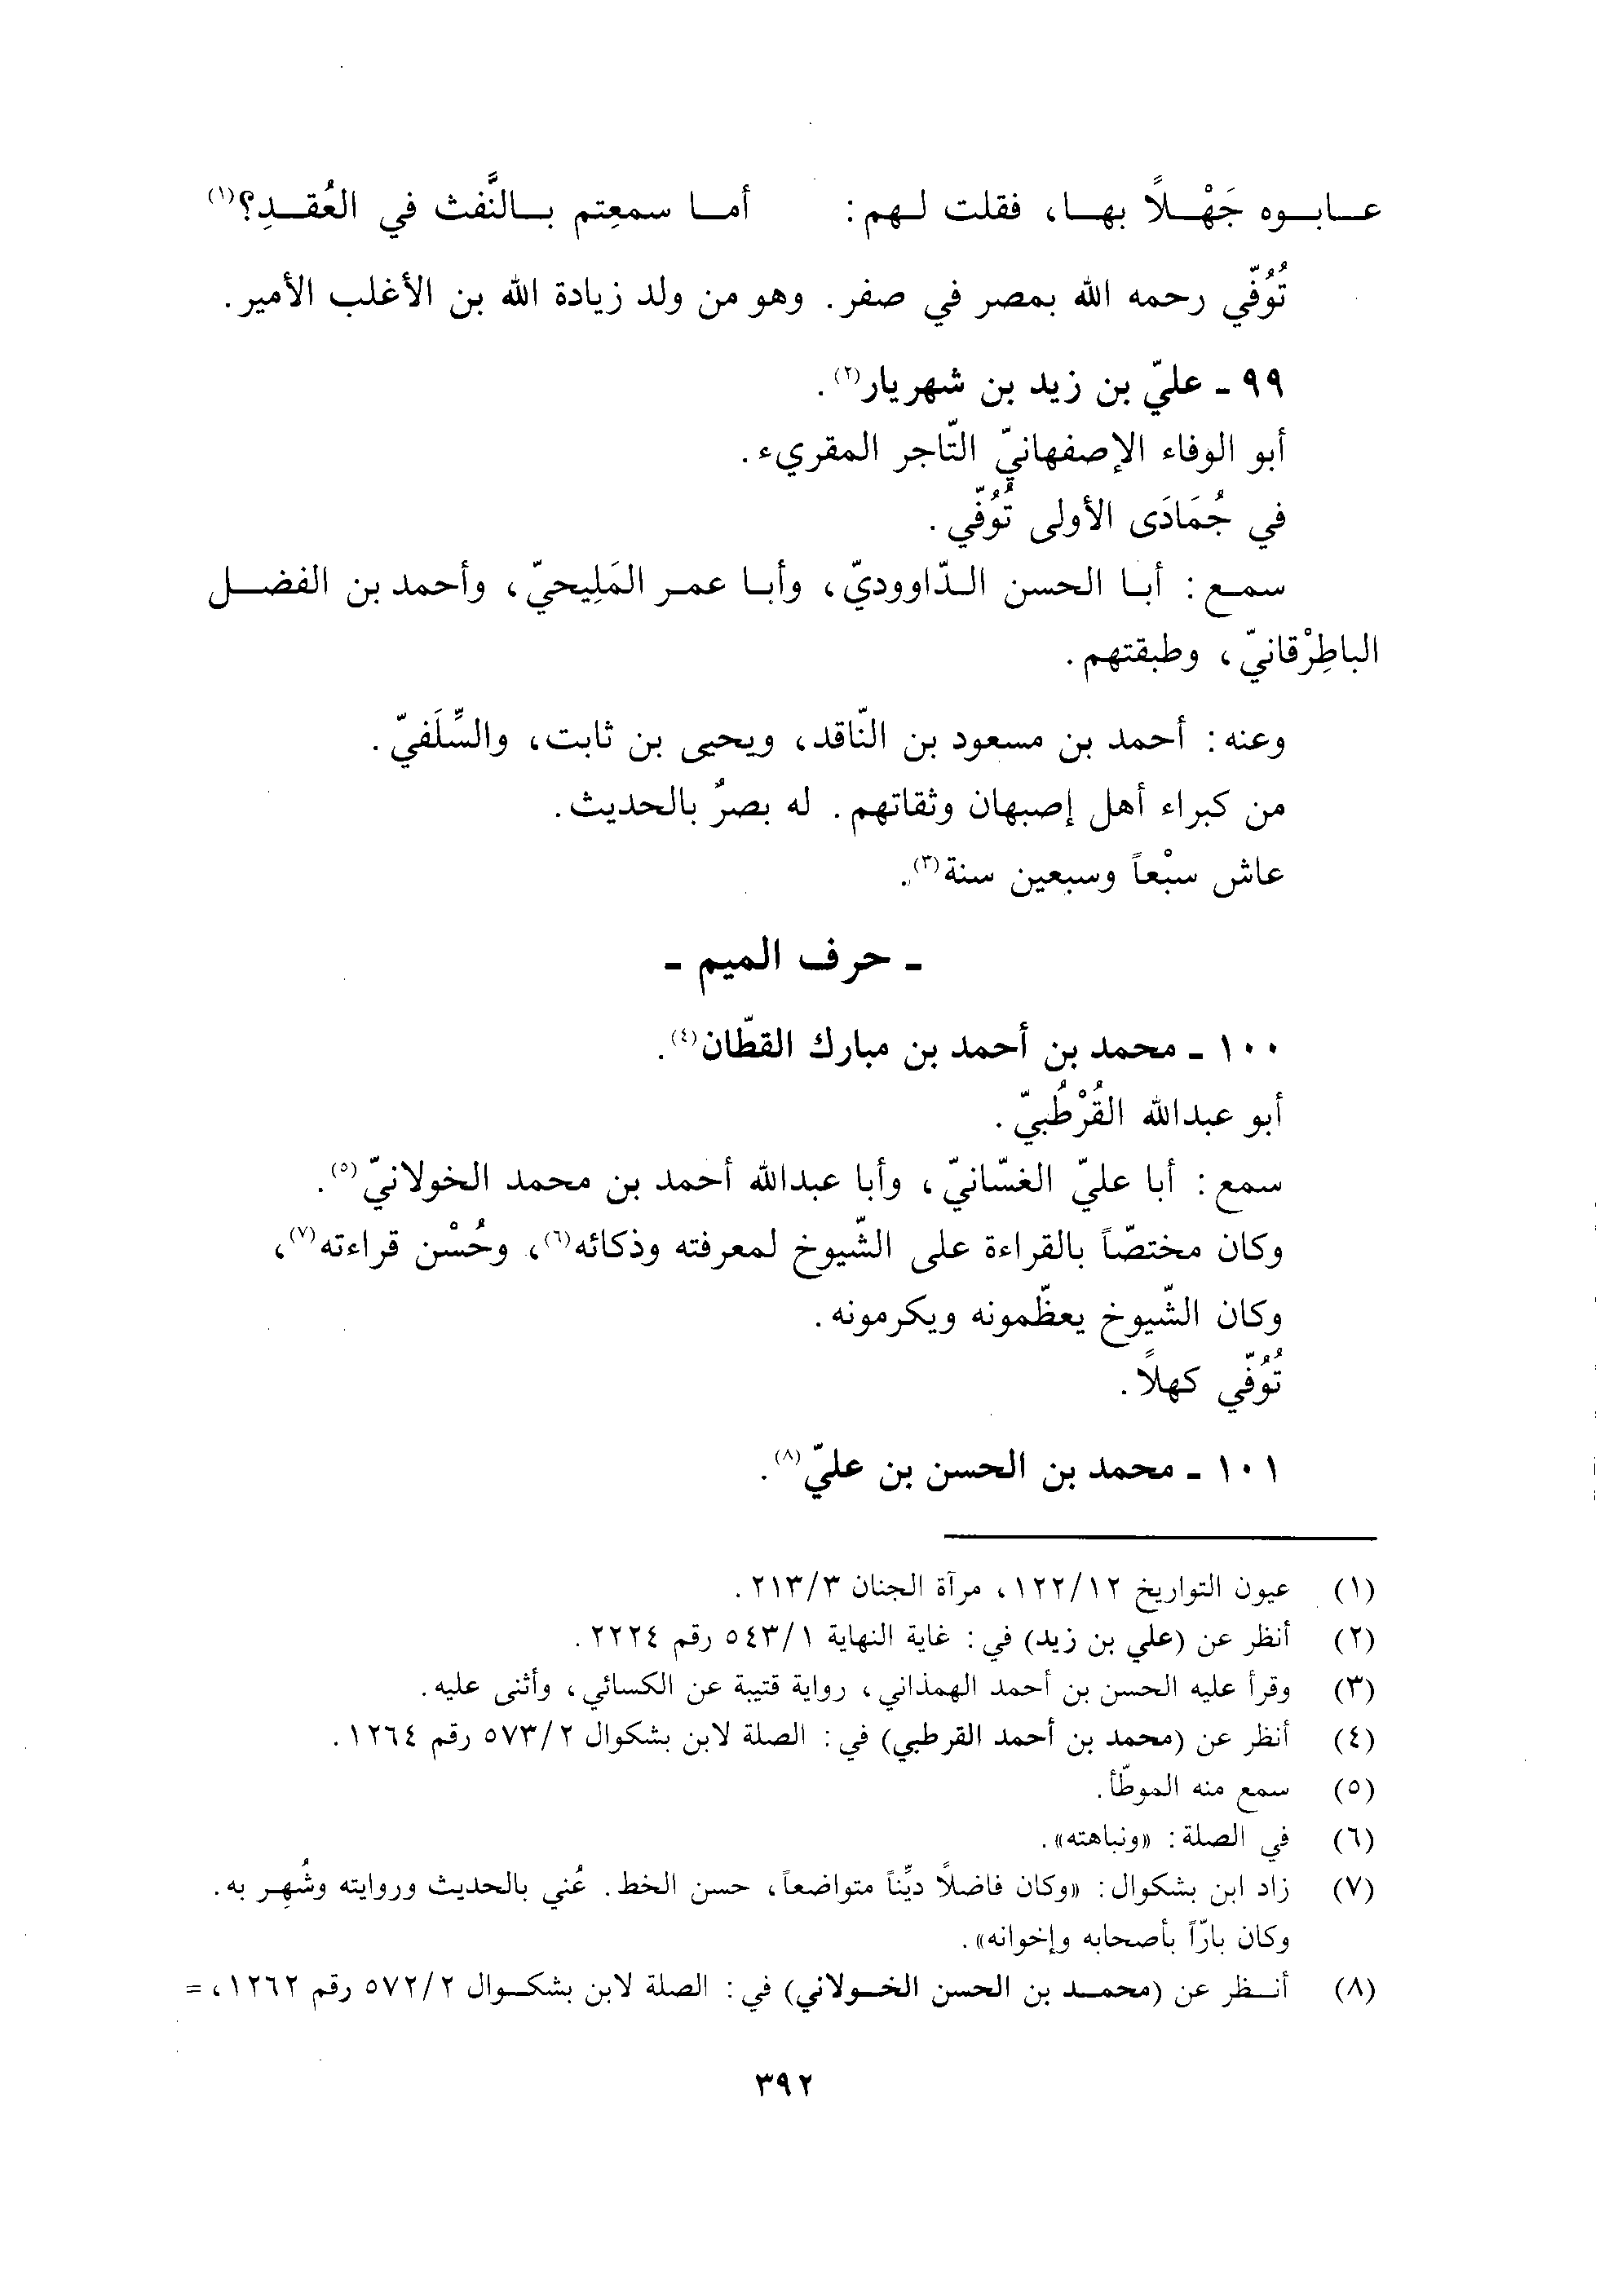 عابوه جَهْلاً بها، فقلت لهم: أما سمعِتم بالنَّفث في العُقدِ؟(١)
تُوُفّي رحمه الله بمصر في صفر. وهو من ولد زيادة الله بن الأغلب الأمير.
٩٩ - عليّ بن زيد بن شهريار(٢).
أبو الوفاء الإصفهانيّ التّاجر المقريء.
في جُمَادَى الأولى تُوُفّي.
سمع: أبا الحسن الدّاووديّ، وأبا عمر المَلِيحيّ، وأحمد بن الفضل
الباطِرْقانيّ، وطبقتهم.
وعنه: أحمد بن مسعود بن النّاقد، ويحيى بن ثابت، والسِّلَفيّ.
من كبراء أهل إصبهان وثقاتهم. له بصرٌ بالحديث.
عاش سبْعاً وسبعين سنة(٣).
- حرف الميم -
١٠٠ - محمد بن أحمد بن مبارك القطّان(٤).
أبو عبدالله القُرْطُبيّ.
سمع: أبا عليّ الغسّانيّ، وأبا عبدالله أحمد بن محمد الخولانيّ(٥).
وكان مختصّاً بالقراءة على الشّيوخ لمعرفته وذكائه(٦)، وحُسْن قراءته(٧)،
وكان الشّيوخ يعظّمونه ويكرمونه.
تُوُفّي كهلاً.
١٠١ - محمد بن الحسن بن عليّ(٨).
(١) عيون التواريخ ١٢٢/١٢، مرآة الجنان ٢١٣/٣.
(٢) أنظر عن (علي بن زيد) في: غاية النهاية ٥٤٣/١ رقم ٢٢٢٤.
(٣) وقرأ عليه الحسن بن أحمد الهمذاني، رواية قتيبة عن الكسائي، وأثنى عليه.
(٤) أنظر عن (محمد بن أحمد القرطبي) في: الصلة لابن بشكوال ٥٧٣/٢ رقم ١٢٦٤.
(٥) سمع منه الموطّأ.
(٦) في الصلة: «ونباهته».
(٧) زاد ابن بشكوال: «وكان فاضلاً ديِّناً متواضعاً، حسن الخط. عُني بالحديث وروايته وشُهِر به.
وكان بارّاً بأصحابه وإخوانه».
(٨) أنظر عن (محمد بن الحسن الخولاني) في: الصلة لابن بشكوال ٥٧٢/٢ رقم ١٢٦٢، =
٣٩٢